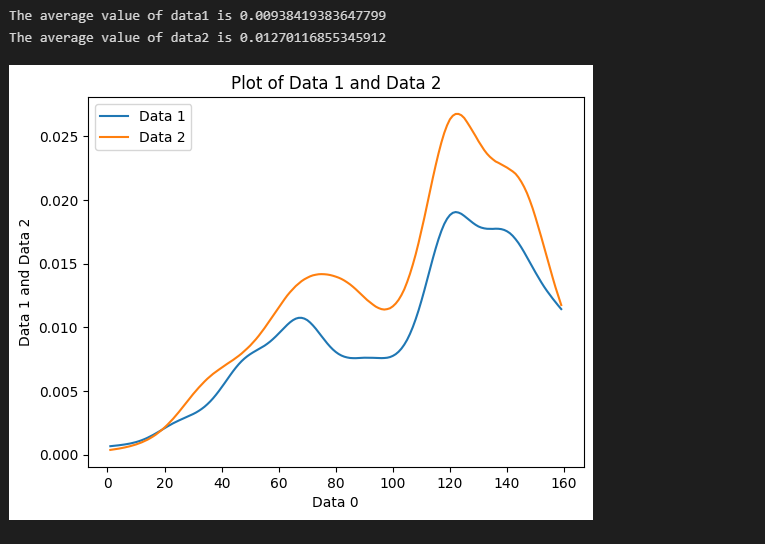 The average value of data1 is 0.00938419383647799
The average value of data2 is 0.01270116855345912
Plot of Data 1 and Data 2
Data 1
Data 2
0.025
0.020
0.015
0.010
0.005
0.000
Data 1 and Data 2
0 20 40 60 80 100 120 140 160
Data 0